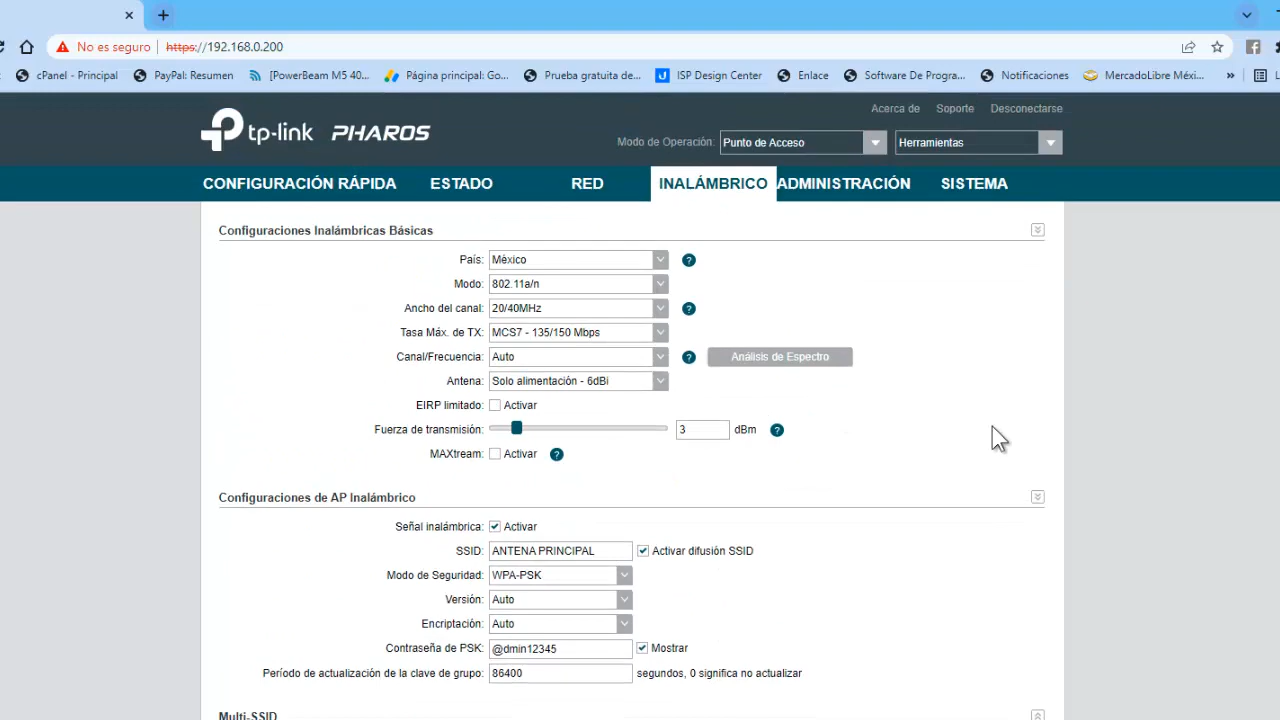 No es seguro https://192.168.0.200
cPanel - Principal PayPal: Resumen [PowerBeam M5 40... Página principal: Go... Prueba gratuita de... ISP Design Center Enlace Software De Progra... Notificaciones MercadoLibre Méxi... »
Acerca de Soporte Desconectarse
tp-link PHAROS
Modo de Operación: Punto de Acceso Herramientas
CONFIGURACIÓN RÁPIDA ESTADO RED INALÁMBRICO ADMINISTRACIÓN SISTEMA
Configuraciones Inalámbricas Básicas
País: México ?
Modo: 802.11a/n
Ancho del canal: 20/40MHz ?
Tasa Máx. de TX: MCS7 - 135/150 Mbps
Canal/Frecuencia: Auto ? Análisis de Espectro
Antena: Solo alimentación - 6dBi
EIRP limitado: Activar
Fuerza de transmisión: 3 dBm ?
MAXtream: Activar ?
Configuraciones de AP Inalámbrico
Señal inalámbrica: Activar
SSID: ANTENA PRINCIPAL Activar difusión SSID
Modo de Seguridad: WPA-PSK
Versión: Auto
Encriptación: Auto
Contraseña de PSK: @dmin12345 Mostrar
Período de actualización de la clave de grupo: 86400 segundos, 0 significa no actualizar
Multi-SSID